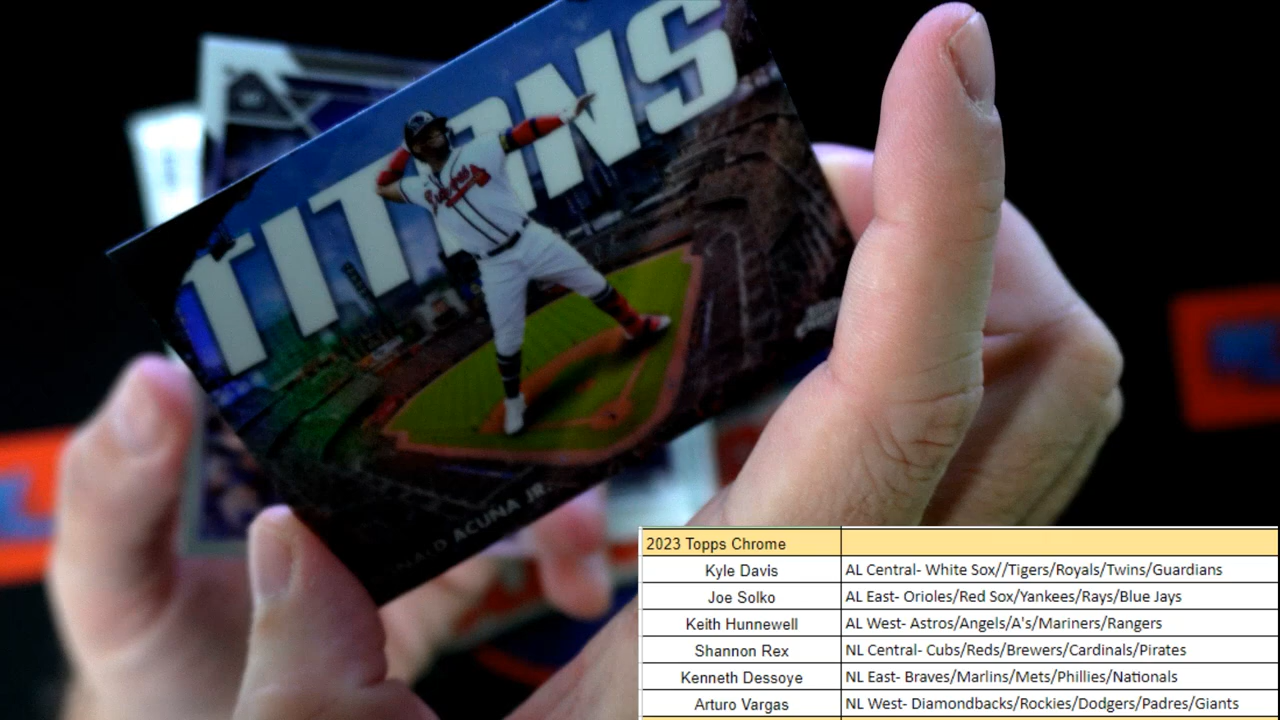 TITANS
Braves
RONALD ACUÑA JR.
2023 Topps Chrome
Kyle Davis AL Central- White Sox//Tigers/Royals/Twins/Guardians
Joe Solko AL East- Orioles/Red Sox/Yankees/Rays/Blue Jays
Keith Hunnewell AL West- Astros/Angels/A's/Mariners/Rangers
Shannon Rex NL Central- Cubs/Reds/Brewers/Cardinals/Pirates
Kenneth Dessoye NL East- Braves/Marlins/Mets/Phillies/Nationals
Arturo Vargas NL West- Diamondbacks/Rockies/Dodgers/Padres/Giants